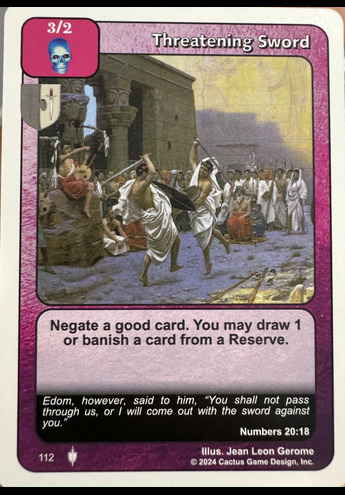 3/2
Threatening Sword
Negate a good card. You may draw 1
or banish a card from a Reserve.
Edom, however, said to him, "You shall not pass
through us, or I will come out with the sword against
you."
Numbers 20:18
Illus. Jean Leon Gerome
112
© 2024 Cactus Game Design, Inc.